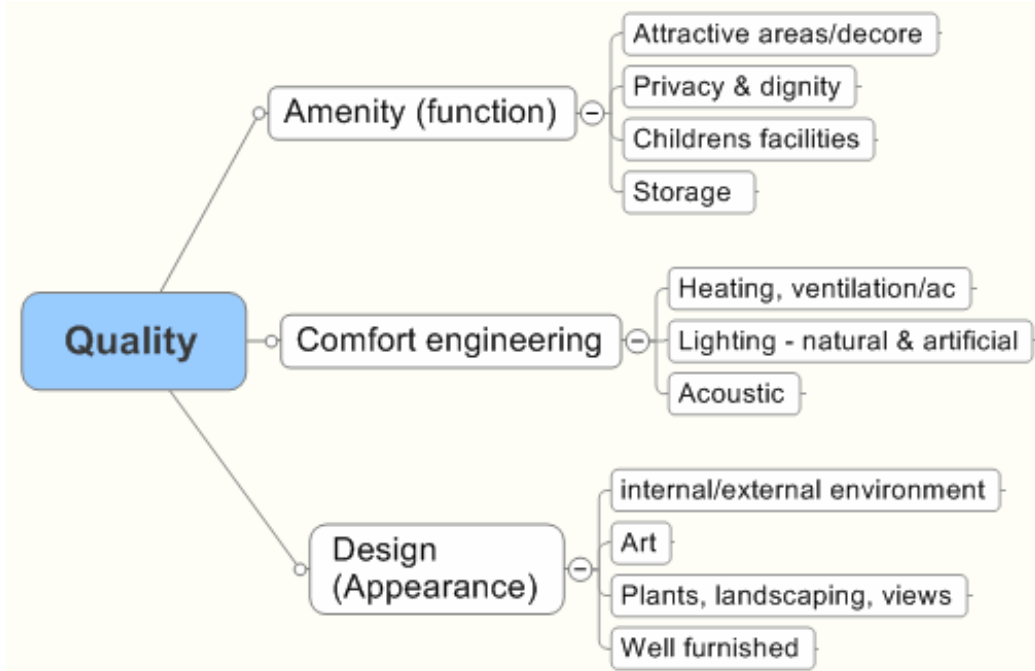 Quality
Amenity (function)
Attractive areas/decore
Privacy & dignity
Childrens facilities
Storage
Comfort engineering
Heating, ventilation/ac
Lighting - natural & artificial
Acoustic
Design
(Appearance)
internal/external environment
Art
Plants, landscaping, views
Well furnished